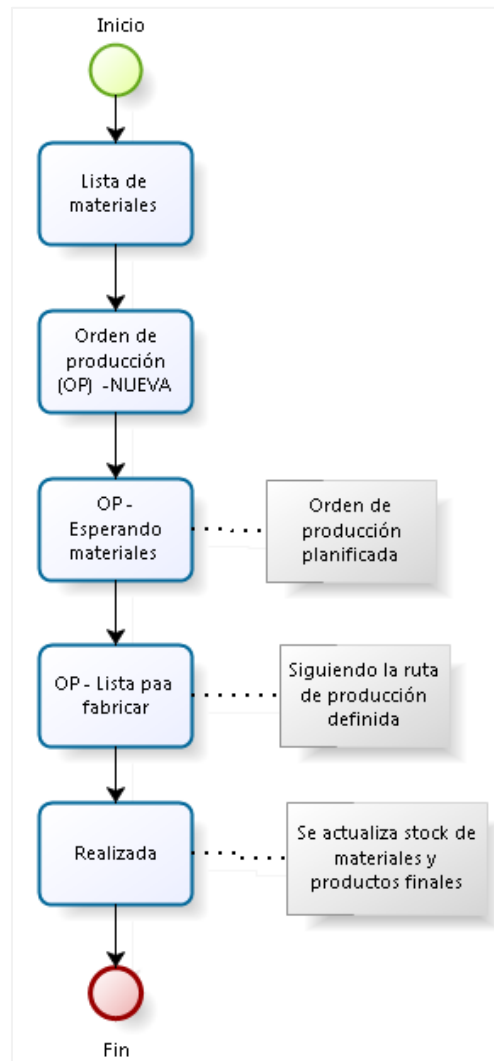 Inicio
Lista de
materiales
Orden de
producción
(OP) -NUEVA
OP -
Esperando
materiales
Orden de
producción
planificada
OP - Lista paa
fabricar
Siguiendo la ruta
de producción
definida
Realizada
Se actualiza stock de
materiales y
productos finales
Fin